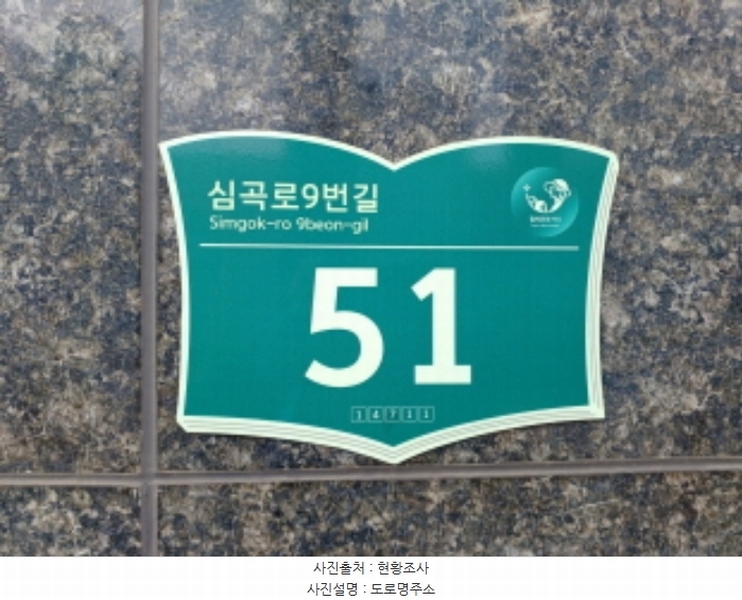 심곡로9번길
Simgok-ro 9beon-gil
51
14711
사진출처 : 현황조사
사진설명 : 도로명주소